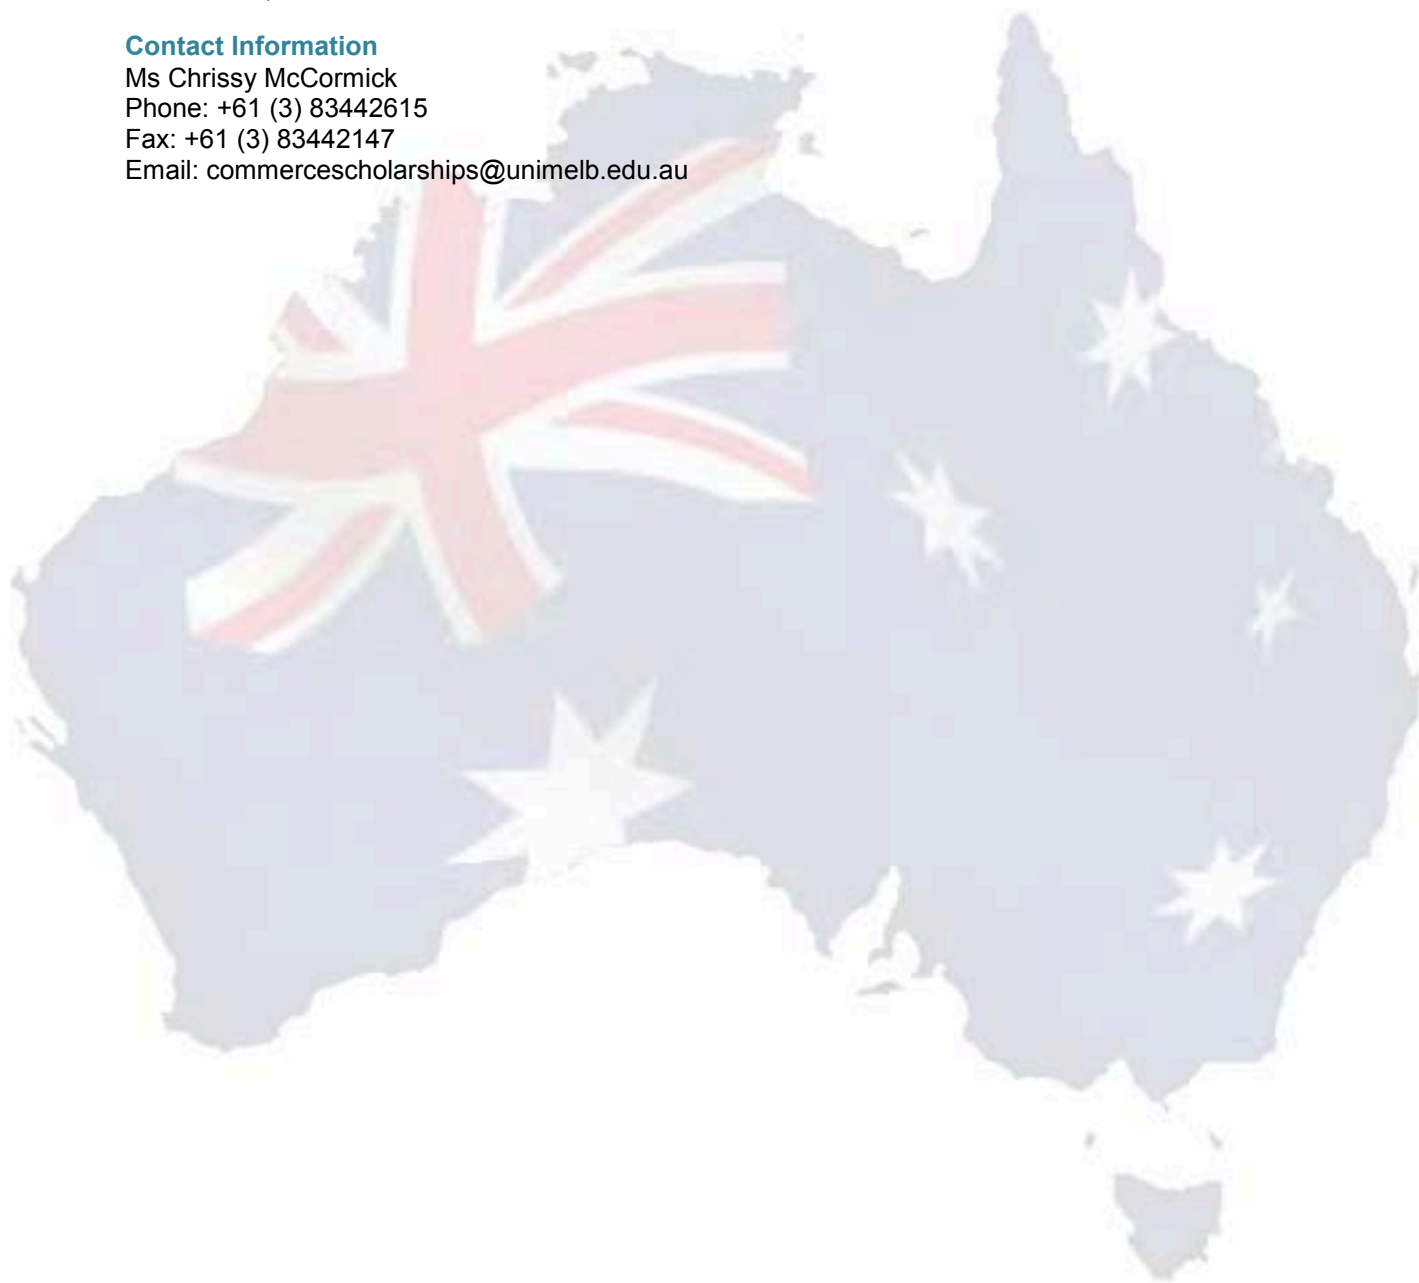 Contact Information
Ms Chrissy McCormick
Phone: +61 (3) 83442615
Fax: +61 (3) 83442147
Email: commercescholarships@unimelb.edu.au